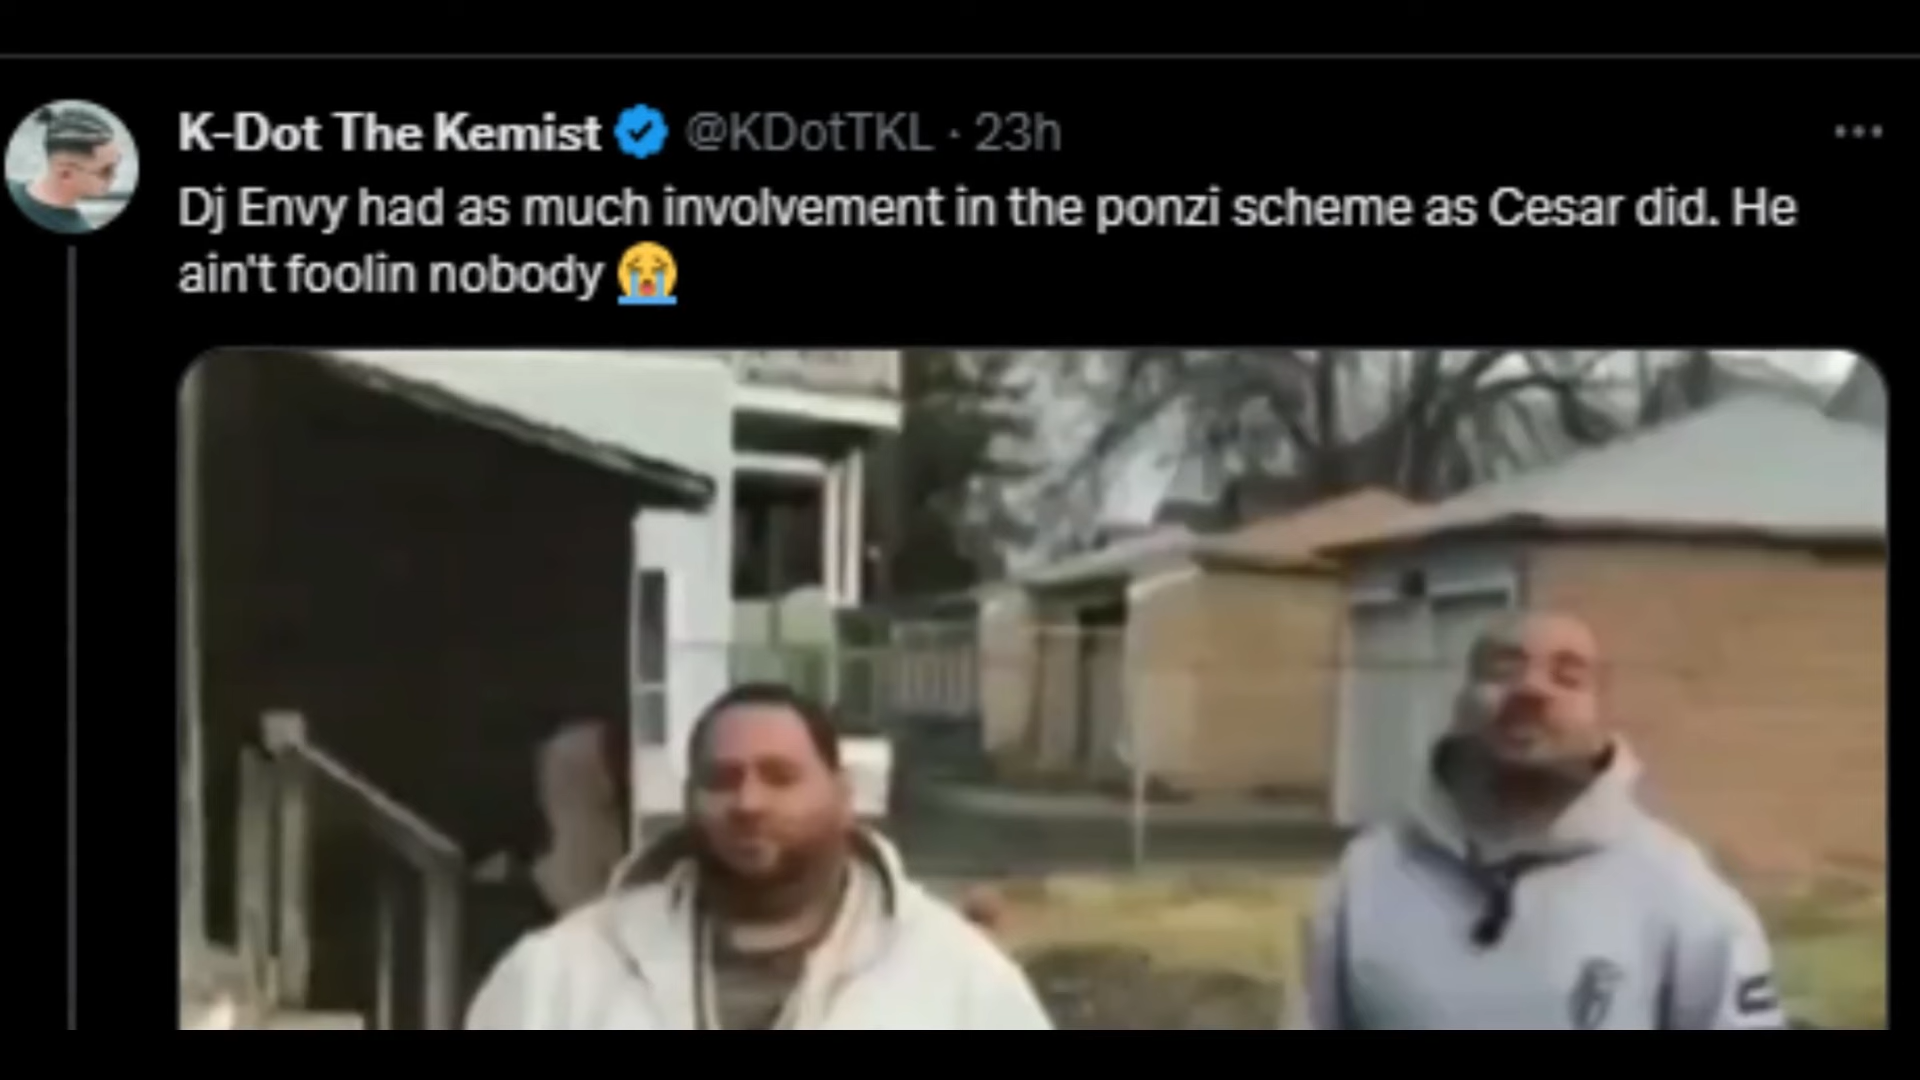 K-Dot The Kemist @KDotTKL · 23h
Dj Envy had as much involvement in the ponzi scheme as Cesar did. He
ain't foolin nobody 😭